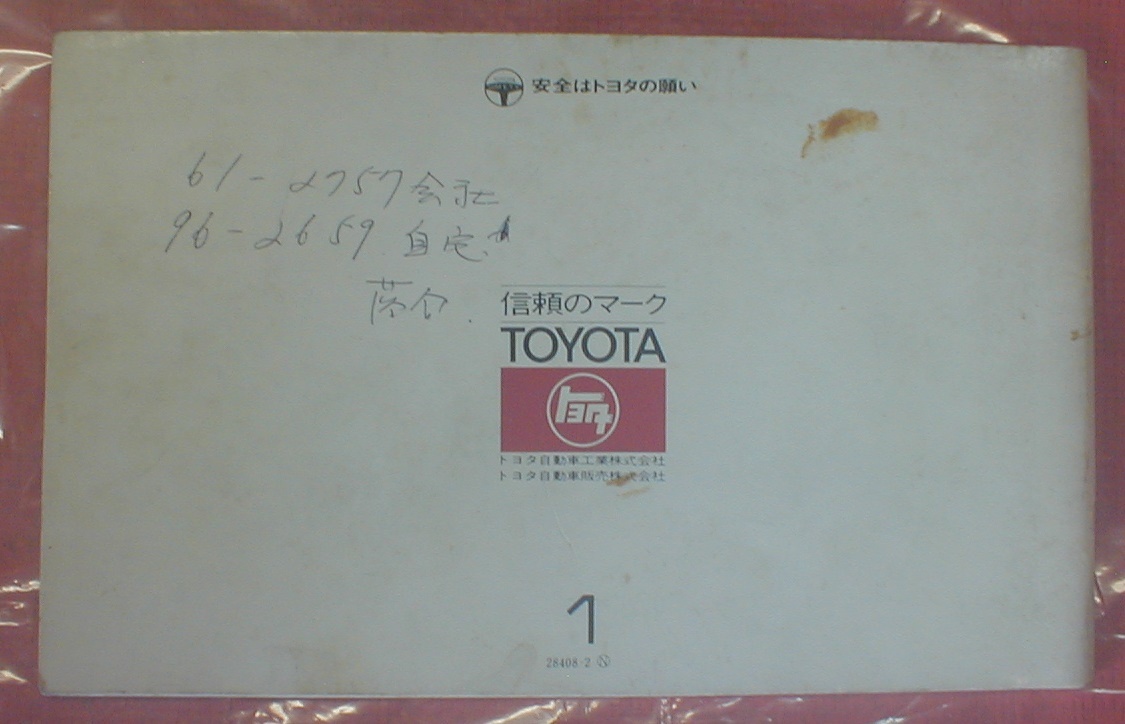 安全はトヨタの願い
61-2757 会社
96-2659 自宅
信頼のマーク
TOYOTA
トヨタ
トヨタ自動車工業株式会社
トヨタ自動車販売株式会社
1
28408-2 Ⓝ